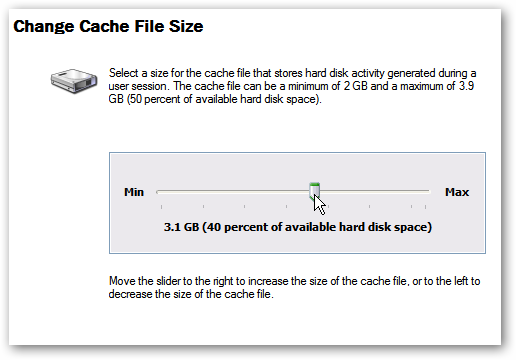 Change Cache File Size
Select a size for the cache file that stores hard disk activity generated during a
user session. The cache file can be a minimum of 2 GB and a maximum of 3.9
GB (50 percent of available hard disk space).
Min Max
3.1 GB (40 percent of available hard disk space)
Move the slider to the right to increase the size of the cache file, or to the left to
decrease the size of the cache file.